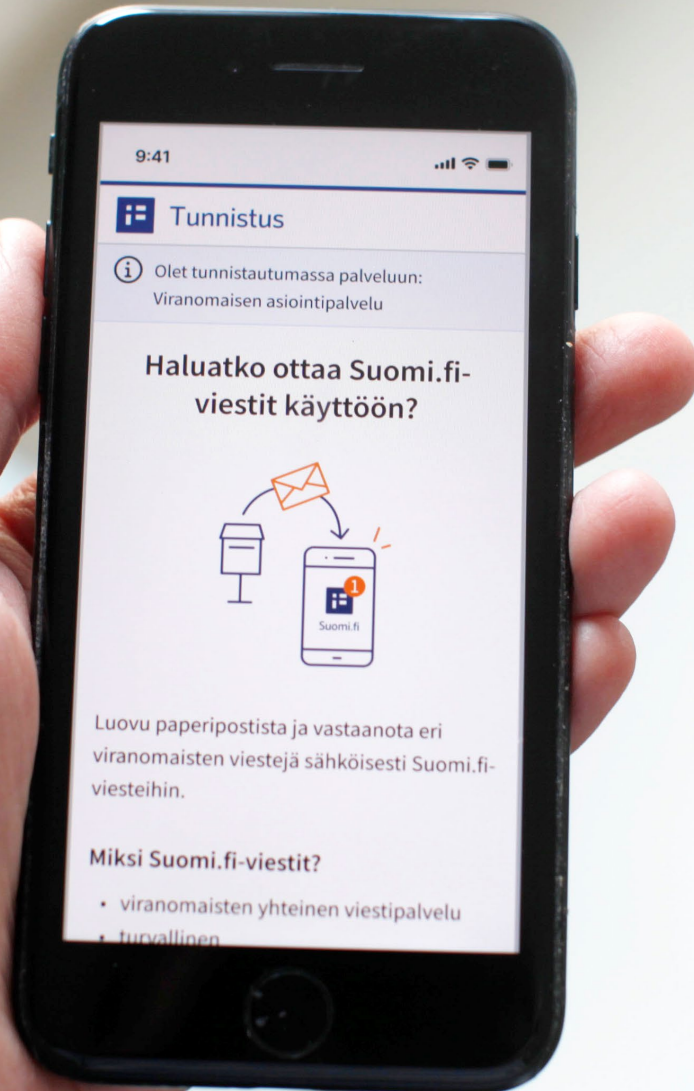 9:41
Tunnistus
Olet tunnistautumassa palveluun:
Viranomaisen asiointipalvelu
Haluatko ottaa Suomi.fi-
viestit käyttöön?
1
Suomi.fi
Luovu paperipostista ja vastaanota eri
viranomaisten viestejä sähköisesti Suomi.fi-
viesteihin.
Miksi Suomi.fi-viestit?
• viranomaisten yhteinen viestipalvelu
• turvallinen